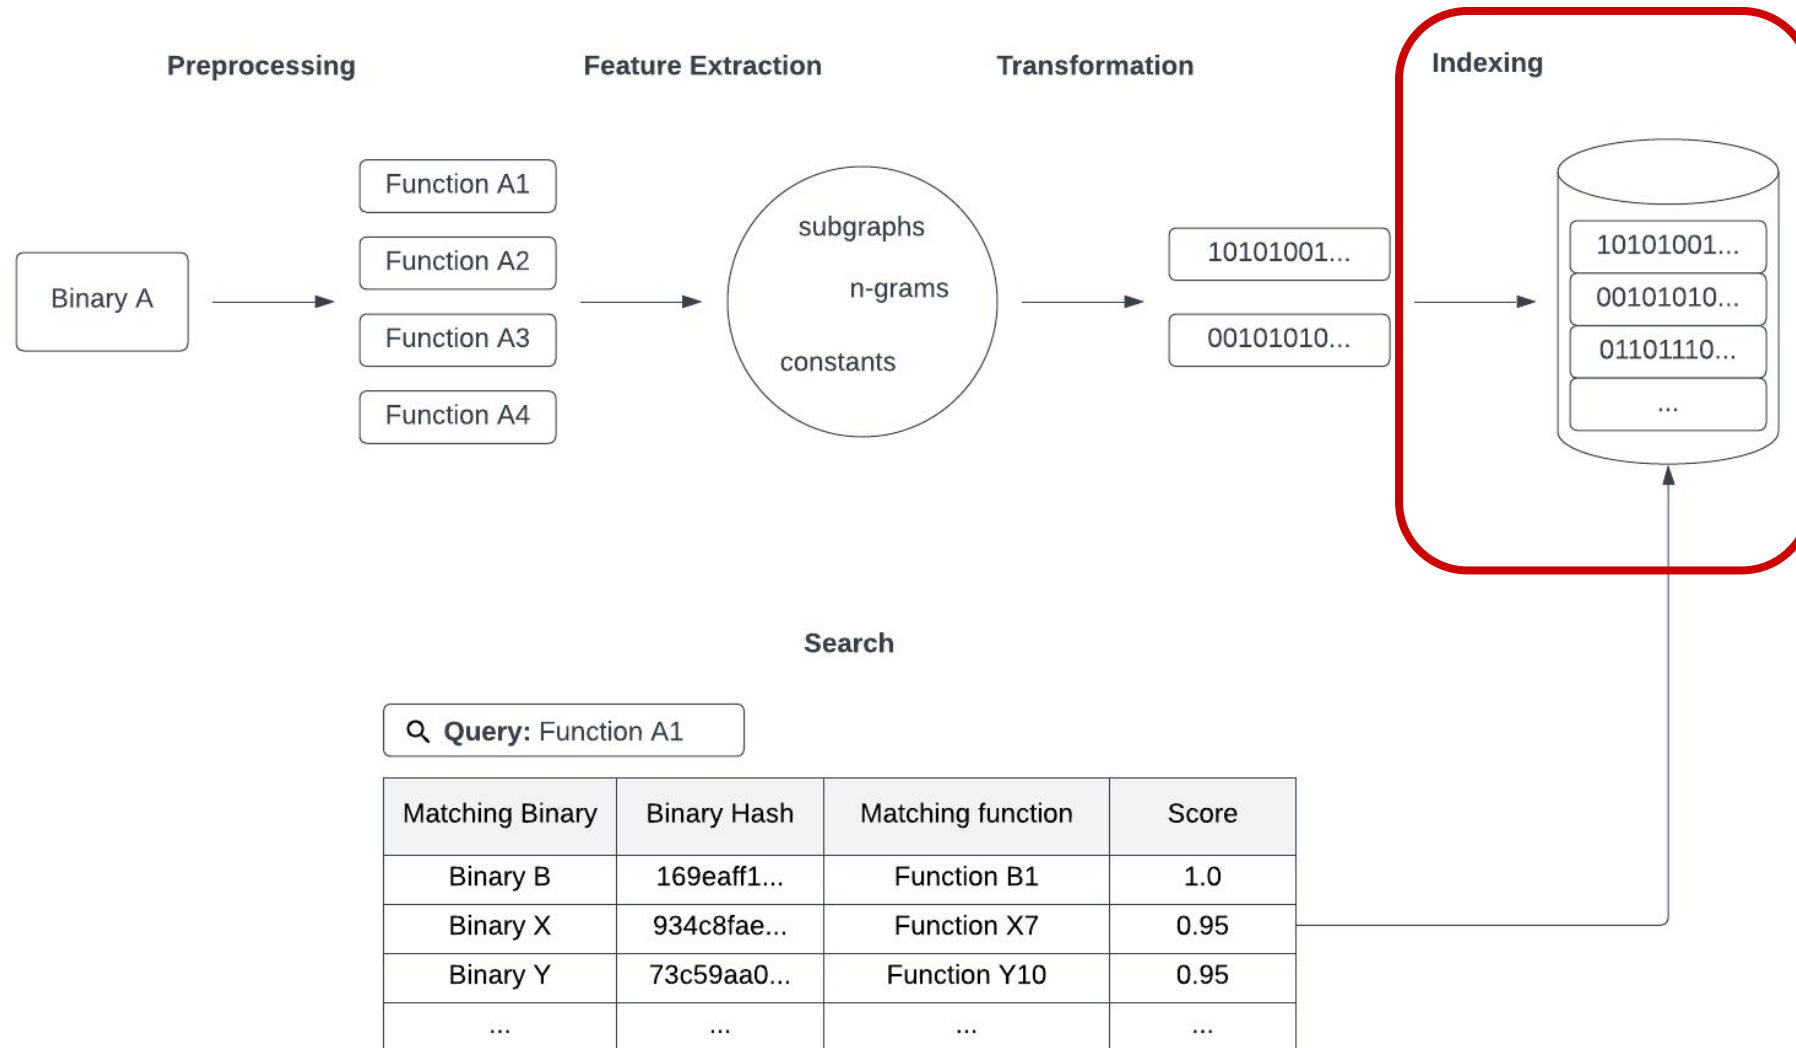 Preprocessing
Feature Extraction
Transformation
Indexing
Binary A
Function A1
Function A2
Function A3
Function A4
subgraphs
n-grams
constants
10101001...
00101010...
10101001...
00101010...
01101110...
...
Search
Query: Function A1
Matching Binary Binary Hash Matching function Score
Binary B 169eaff1... Function B1 1.0
Binary X 934c8fae... Function X7 0.95
Binary Y 73c59aa0... Function Y10 0.95
... ... ... ...